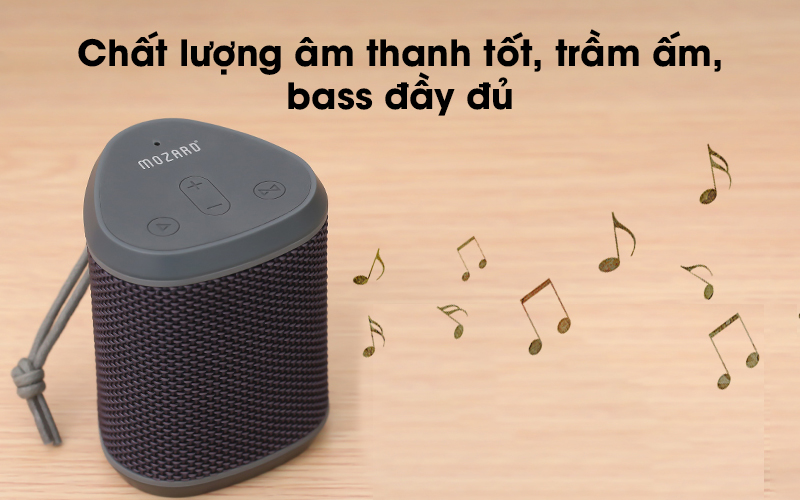 Chất lượng âm thanh tốt, trầm ấm,
bass đầy đủ
MOZARD